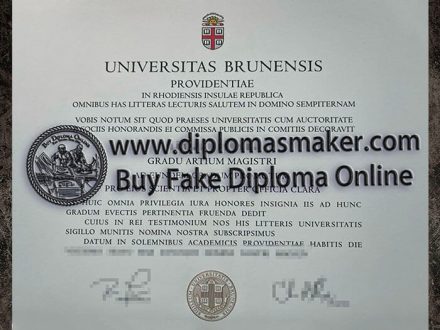 UNIVERSITAS BRUNENSIS
PROVIDENTIAE
IN RHODIENSIS INSULAE REPUBLICA
OMNIBUS HAS LITTERAS LECTURIS SALUTEM IN DOMINO SEMPITERNAM
VOBIS NOTUM SIT QUOD PRAESES UNIVERSITATIS CUM AUCTORITATE
SOCIIS HONORANDIS EI COMMISSA PUBLICIS IN COMITIIS DECORAVIT
www.diplomasmaker.com
GRADU ARTIUM MAGISTRI
Buy Fake Diploma Online
PROPTER OFFICIA CLARA
HUIC OMNIA PRIVILEGIA IURA HONORES INSIGNIA IIS AD HUNC
GRADUM EVECTIS PERTINENTIA FRUENDA DEDIT
CUIUS IN REI TESTIMONIUM NOS HIS LITTERIS UNIVERSITATIS
SIGILLO MUNITIS NOMINA NOSTRA SUBSCRIPSIMUS
DATUM IN SOLEMNIBUS ACADEMICIS PROVIDENTIAE HABITIS DIE